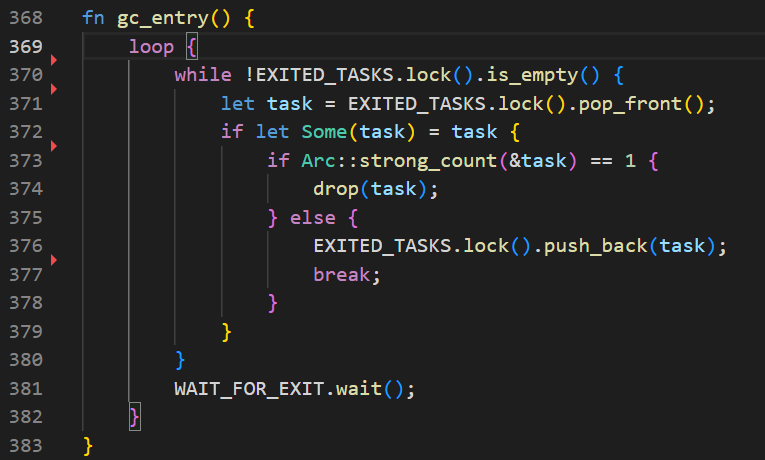 368 fn gc_entry() {
369     loop {
370         while !EXITED_TASKS.lock().is_empty() {
371             let task = EXITED_TASKS.lock().pop_front();
372             if let Some(task) = task {
373                 if Arc::strong_count(&task) == 1 {
374                     drop(task);
375                 } else {
376                     EXITED_TASKS.lock().push_back(task);
377                     break;
378                 }
379             }
380         }
381         WAIT_FOR_EXIT.wait();
382     }
383 }